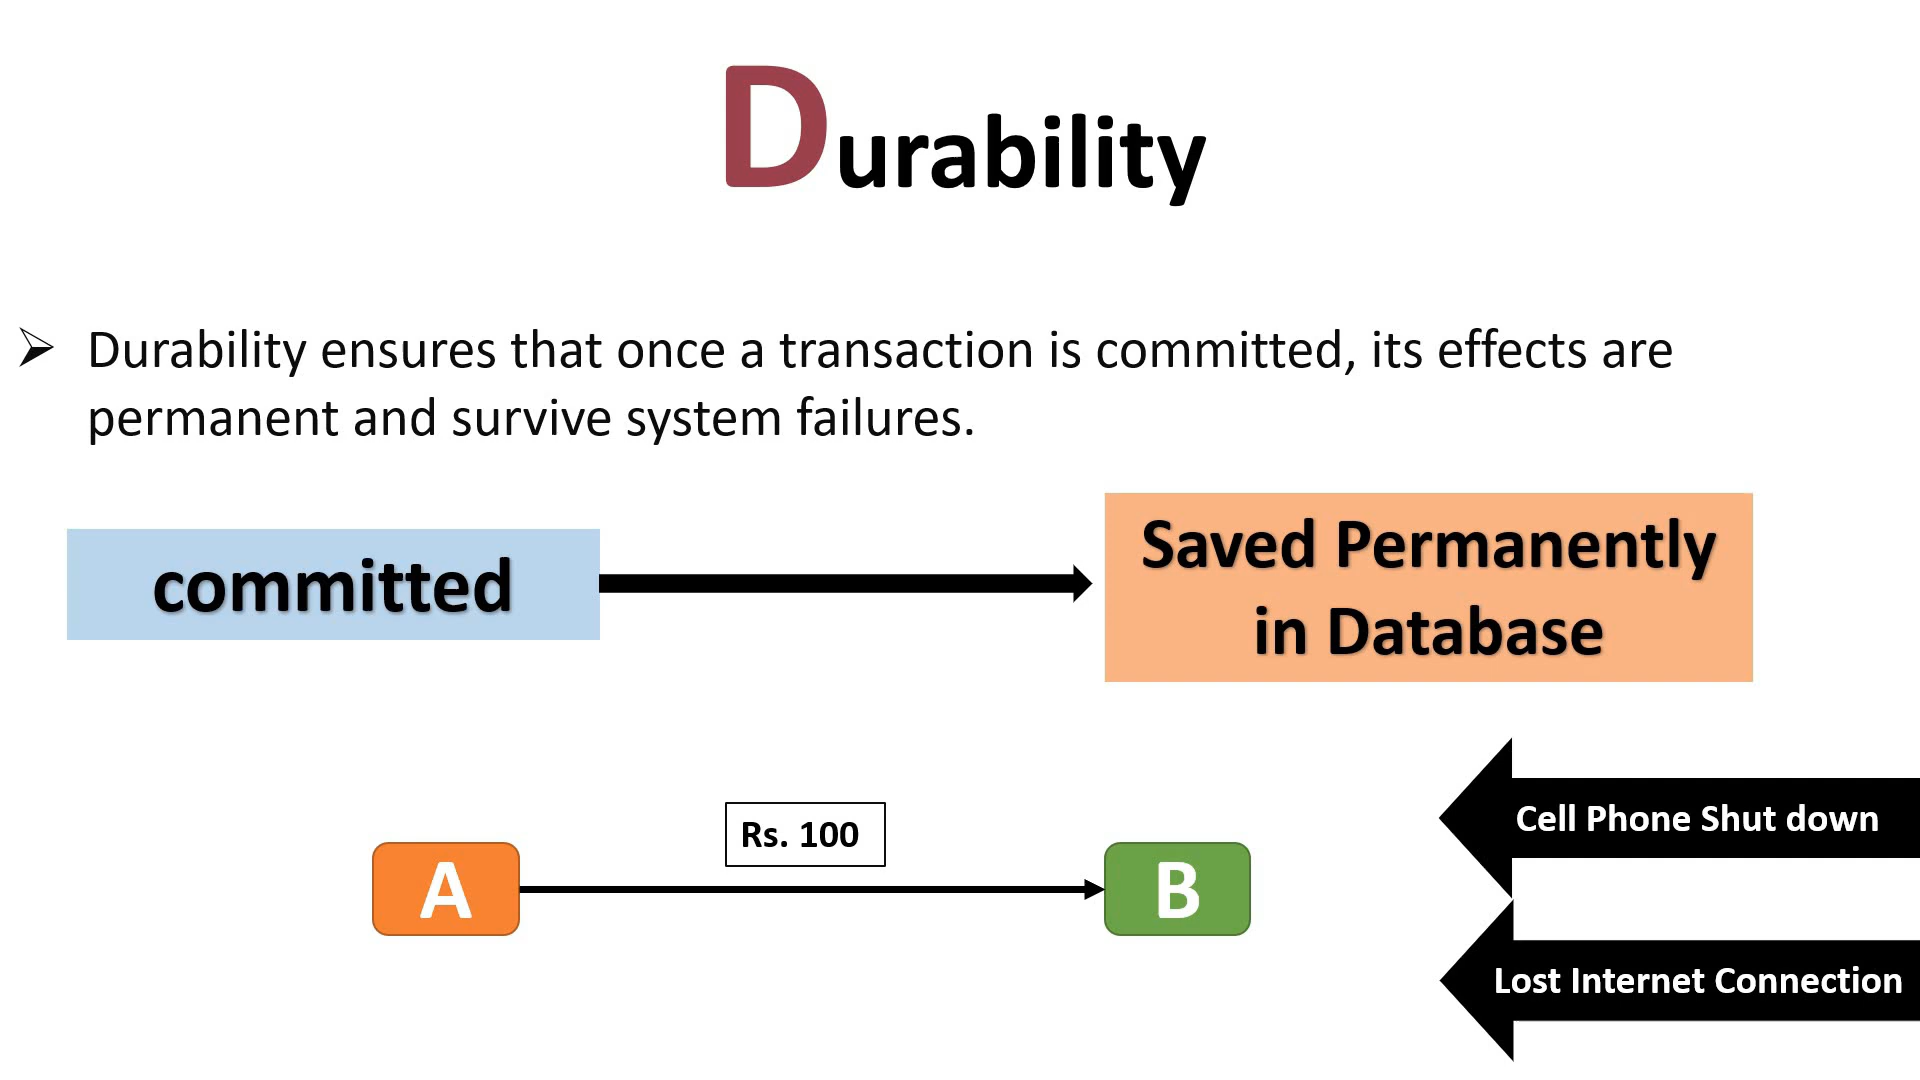 Durability
Durability ensures that once a transaction is committed, its effects are
permanent and survive system failures.
committed
Saved Permanently
in Database
Rs. 100
A
B
Cell Phone Shut down
Lost Internet Connection